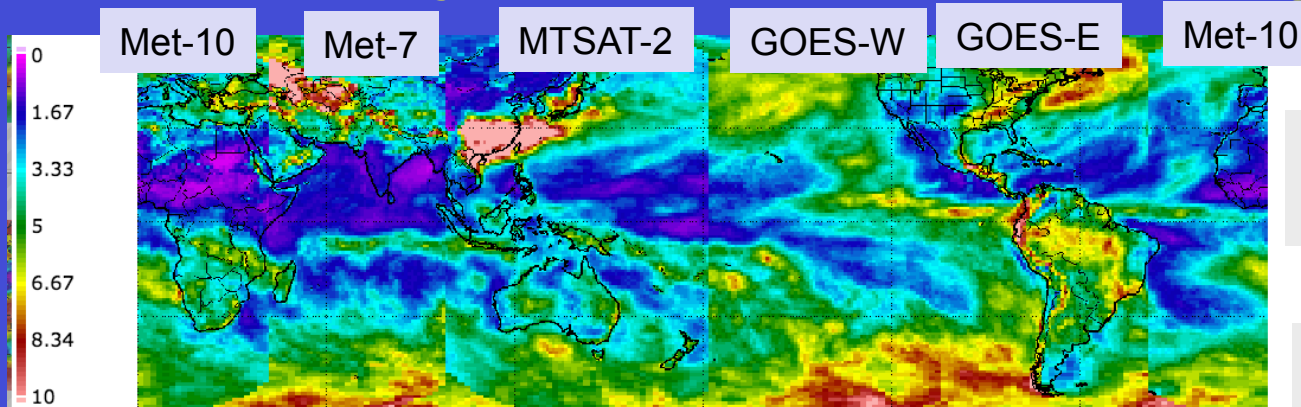 Met-10
Met-7
MTSAT-2
GOES-W
GOES-E
Met-10
0
1.67
3.33
5
6.67
8.34
10